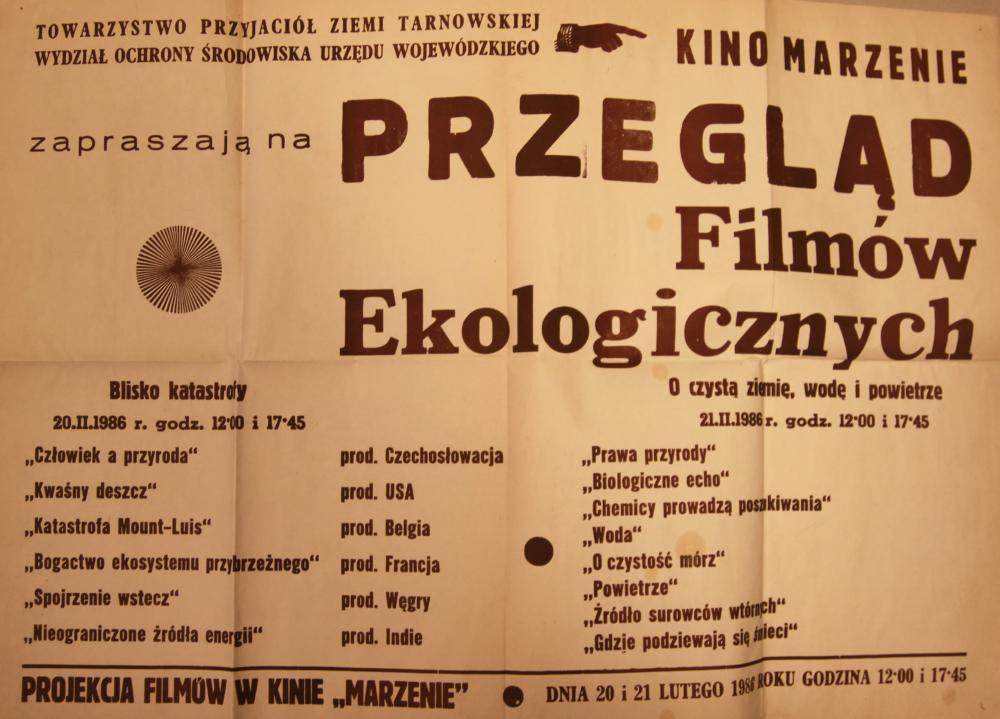 TOWARZYSTWO PRZYJACIÓŁ ZIEMI TARNOWSKIEJ
WYDZIAŁ OCHRONY ŚRODOWISKA URZĘDU WOJEWÓDZKIEGO
KINO MARZENIE
zapraszają na
PRZEGLĄD
Filmów
Ekologicznych
Blisko katastrofy
20.II.1986 r. godz. 12·00 i 17·45
„Człowiek a przyroda“ prod. Czechosłowacja
„Kwaśny deszcz“ prod. USA
„Katastrofa Mount-Luis“ prod. Belgia
„Bogactwo ekosystemu przybrzeżnego“ prod. Francja
„Spojrzenie wstecz“ prod. Węgry
„Nieograniczone źródła energii“ prod. Indie
O czystą ziemię, wodę i powietrze
21.II.1986 r. godz. 12·00 i 17·45
„Prawa przyrody“
„Biologiczne echo“
„Chemicy prowadzą poszukiwania“
„Woda“
„O czystość mórz“
„Powietrze“
„Źródło surowców wtórnych“
„Gdzie podziewają się śmieci“
PROJEKCJA FILMÓW W KINIE „MARZENIE“
DNIA 20 i 21 LUTEGO 1986 ROKU GODZINA 12·00 i 17·45